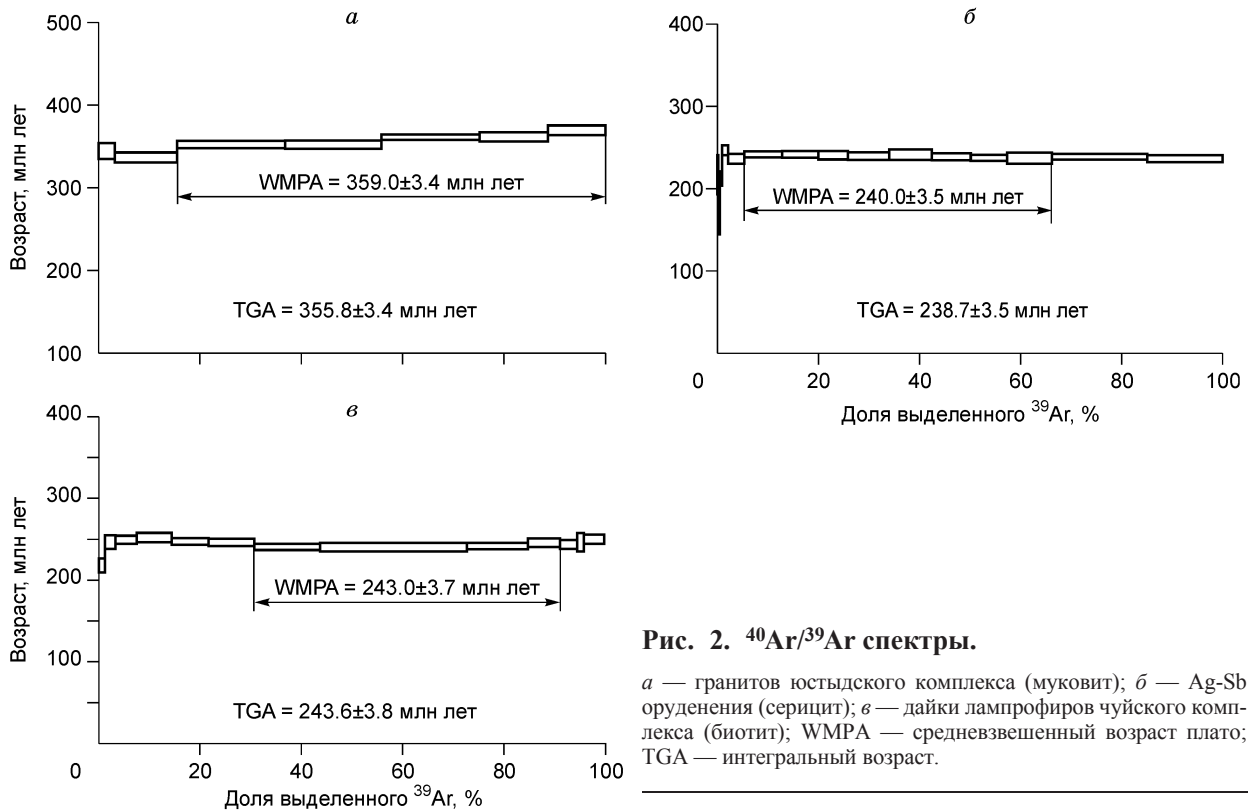 а
500
400
300
200
100
Возраст, млн лет
WMPA = 359.0±3.4 млн лет
TGA = 355.8±3.4 млн лет
б
400
300
200
100
WMPA = 240.0±3.5 млн лет
TGA = 238.7±3.5 млн лет
0 20 40 60 80 100
Доля выделенного ³⁹Ar, %
в
400
300
200
100
Возраст, млн лет
WMPA = 243.0±3.7 млн лет
TGA = 243.6±3.8 млн лет
0 20 40 60 80 100
Доля выделенного ³⁹Ar, %
Рис. 2. ⁴⁰Ar/³⁹Ar спектры.
а — гранитов юстыдского комплекса (муковит); б — Ag-Sb
оруденения (серицит); в — дайки лампрофиров чуйского комп-
лекса (биотит); WMPA — средневзвешенный возраст плато;
TGA — интегральный возраст.